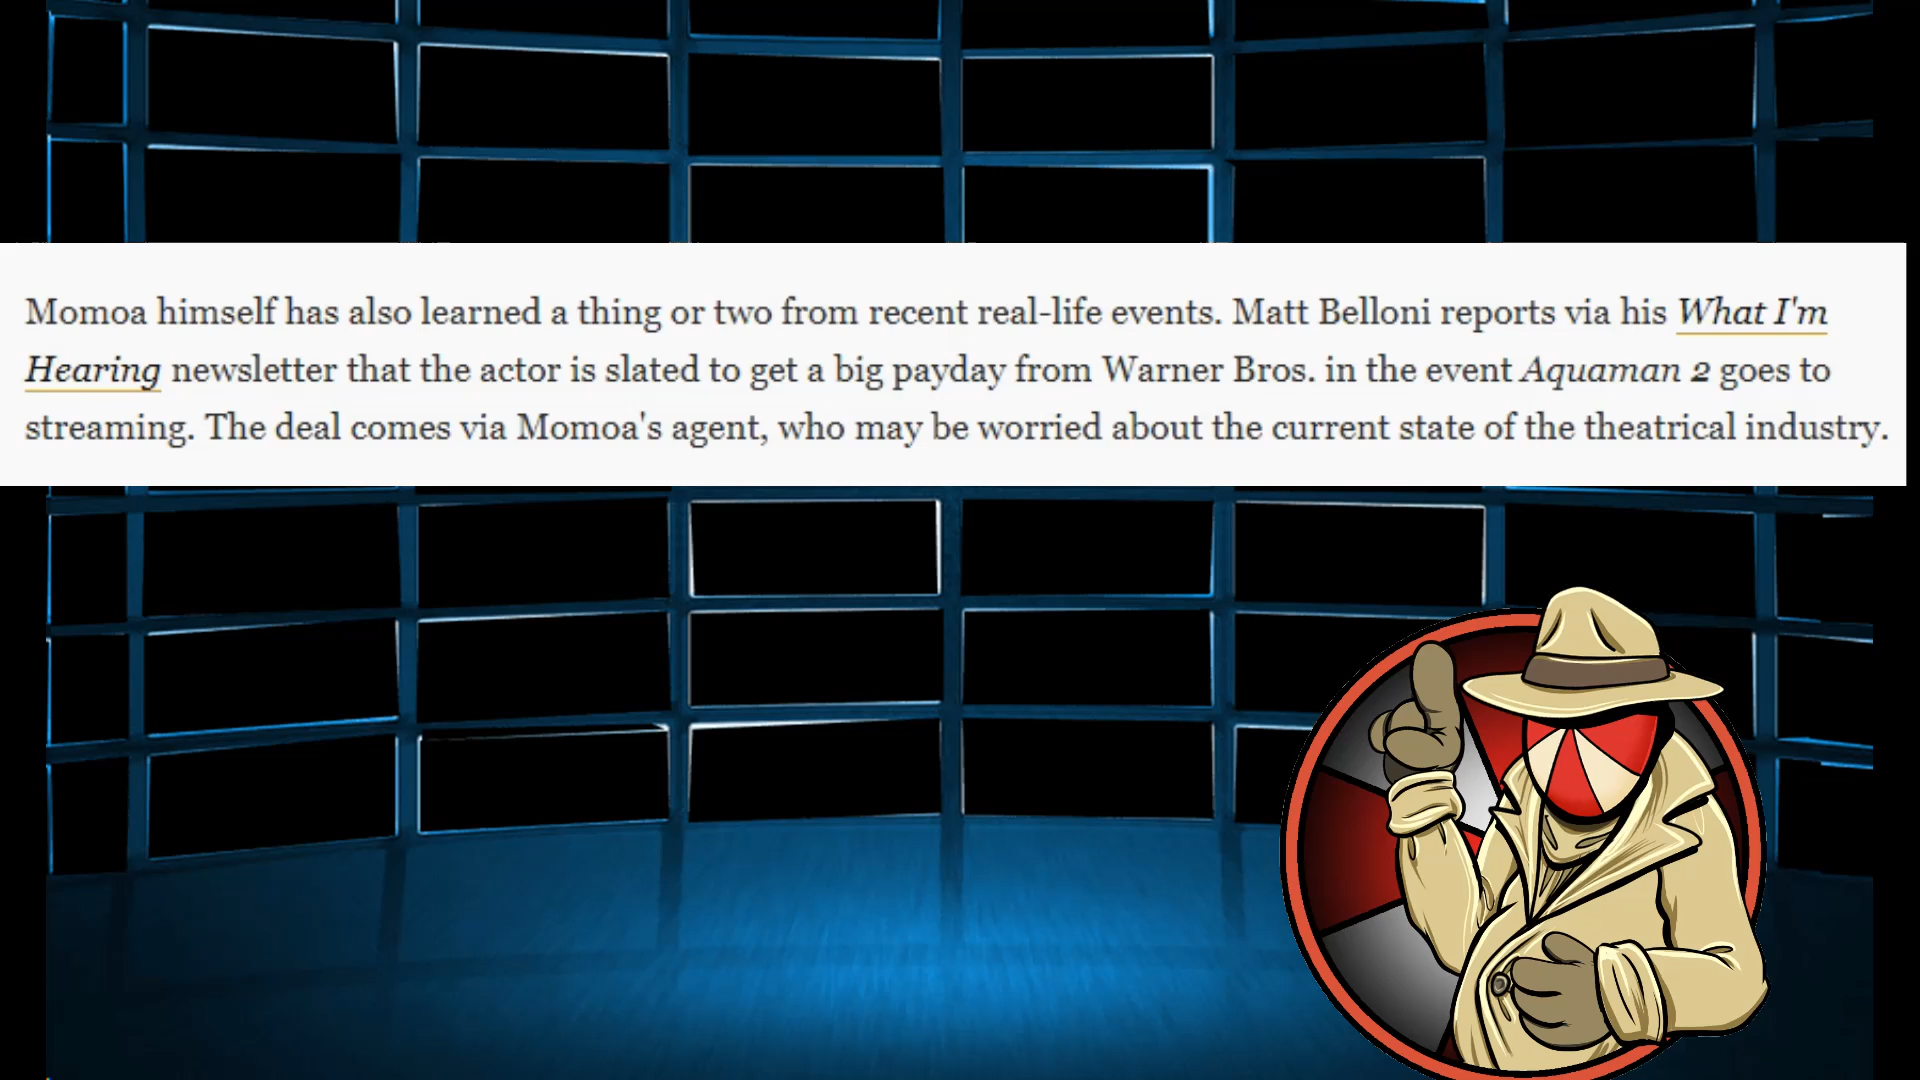 Momoa himself has also learned a thing or two from recent real-life events. Matt Belloni reports via his What I'm
Hearing newsletter that the actor is slated to get a big payday from Warner Bros. in the event Aquaman 2 goes to
streaming. The deal comes via Momoa's agent, who may be worried about the current state of the theatrical industry.